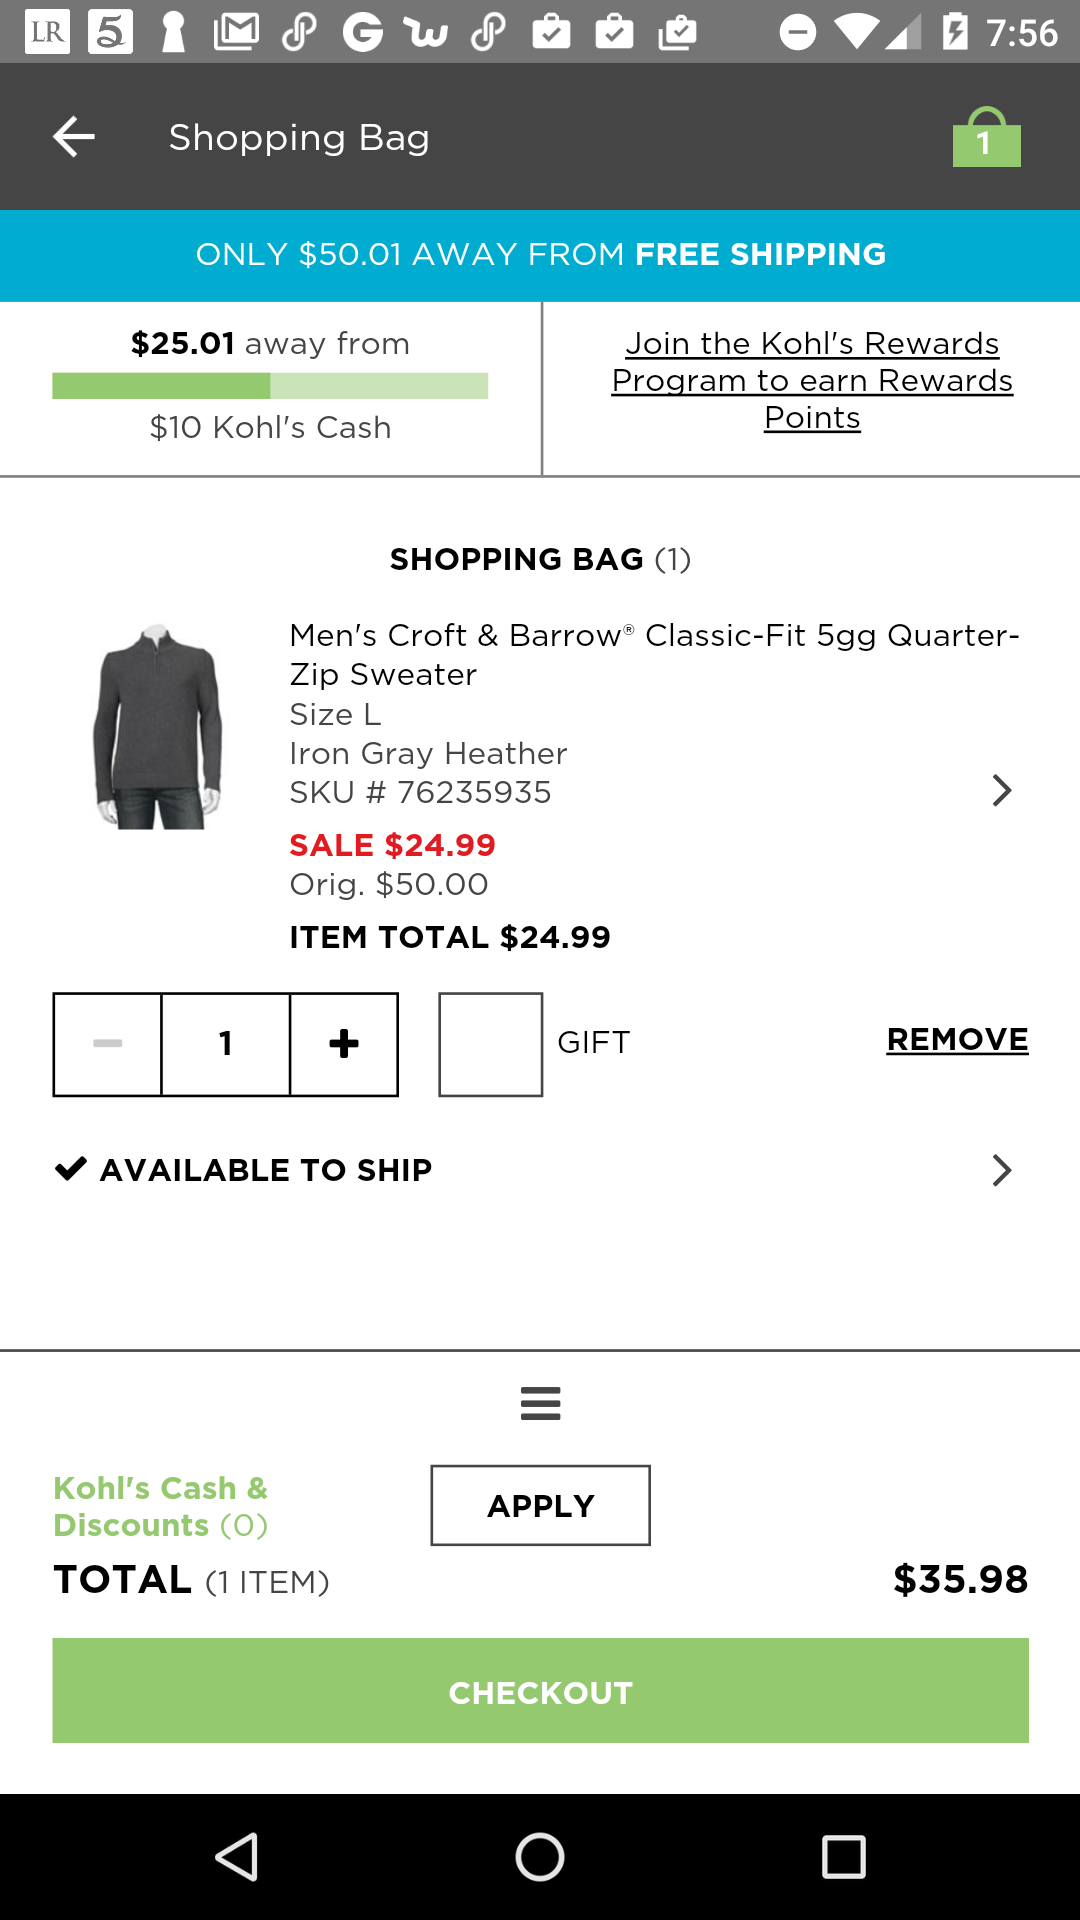 LR 5 7:56
Shopping Bag
1
ONLY $50.01 AWAY FROM FREE SHIPPING
$25.01 away from
$10 Kohl's Cash
Join the Kohl's Rewards
Program to earn Rewards
Points
SHOPPING BAG (1)
Men's Croft & Barrow® Classic-Fit 5gg Quarter-
Zip Sweater
Size L
Iron Gray Heather
SKU # 76235935
SALE $24.99
Orig. $50.00
ITEM TOTAL $24.99
1
GIFT
REMOVE
AVAILABLE TO SHIP
Kohl's Cash &
Discounts (0)
APPLY
TOTAL (1 ITEM) $35.98
CHECKOUT